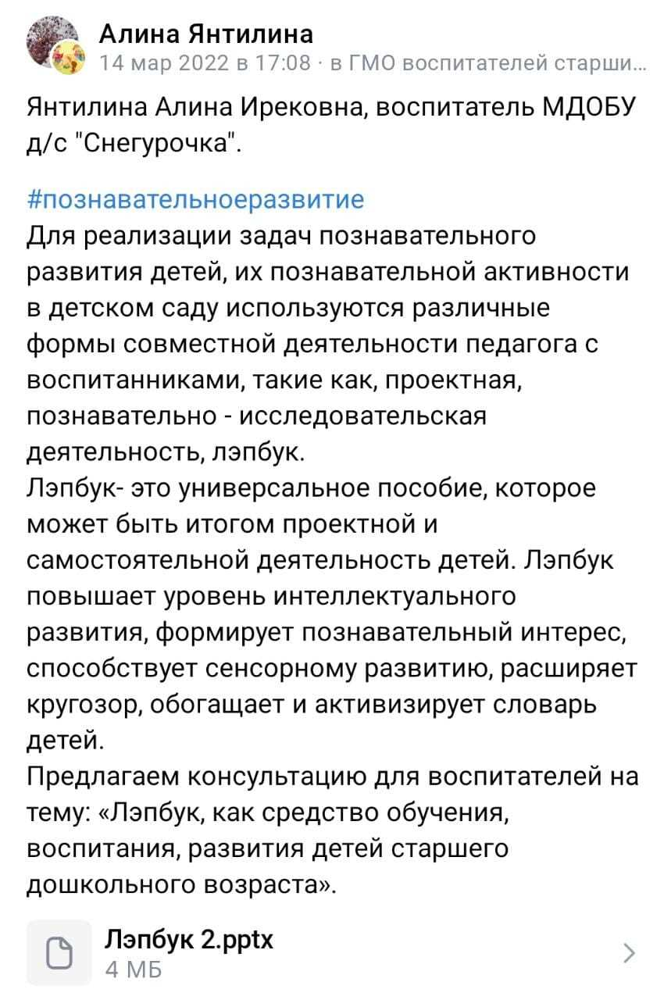 Алина Янтилина
14 мар 2022 в 17:08 · в ГМО воспитателей старши...
Янтилина Алина Ирековна, воспитатель МДОБУ
д/с "Снегурочка".
#познавательноеразвитие
Для реализации задач познавательного
развития детей, их познавательной активности
в детском саду используются различные
формы совместной деятельности педагога с
воспитанниками, такие как, проектная,
познавательно - исследовательская
деятельность, лэпбук.
Лэпбук- это универсальное пособие, которое
может быть итогом проектной и
самостоятельной деятельность детей. Лэпбук
повышает уровень интеллектуального
развития, формирует познавательный интерес,
способствует сенсорному развитию, расширяет
кругозор, обогащает и активизирует словарь
детей.
Предлагаем консультацию для воспитателей на
тему: «Лэпбук, как средство обучения,
воспитания, развития детей старшего
дошкольного возраста».
Лэпбук 2.pptx
4 МБ